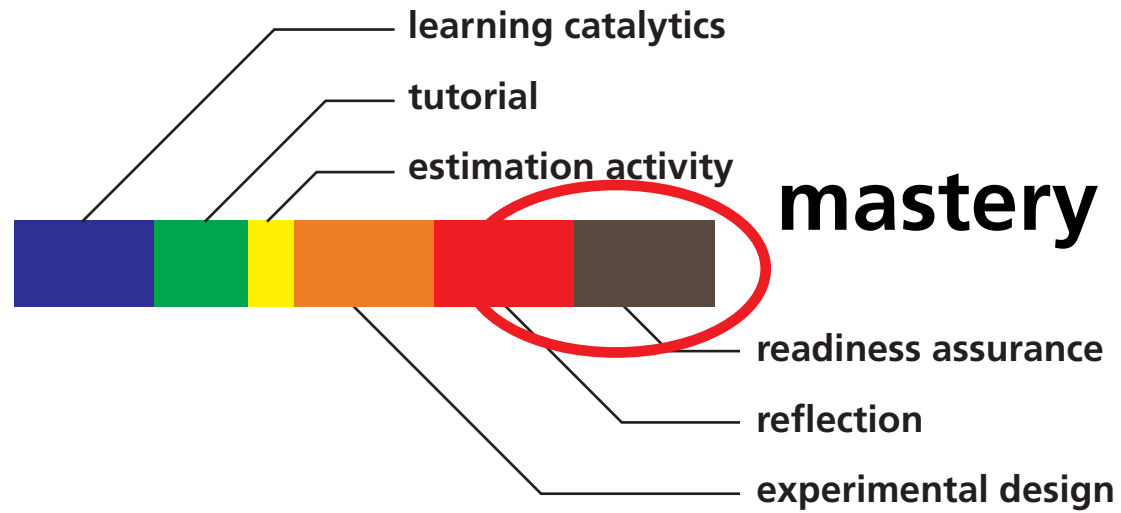 learning catalytics
tutorial
estimation activity
mastery
readiness assurance
reflection
experimental design